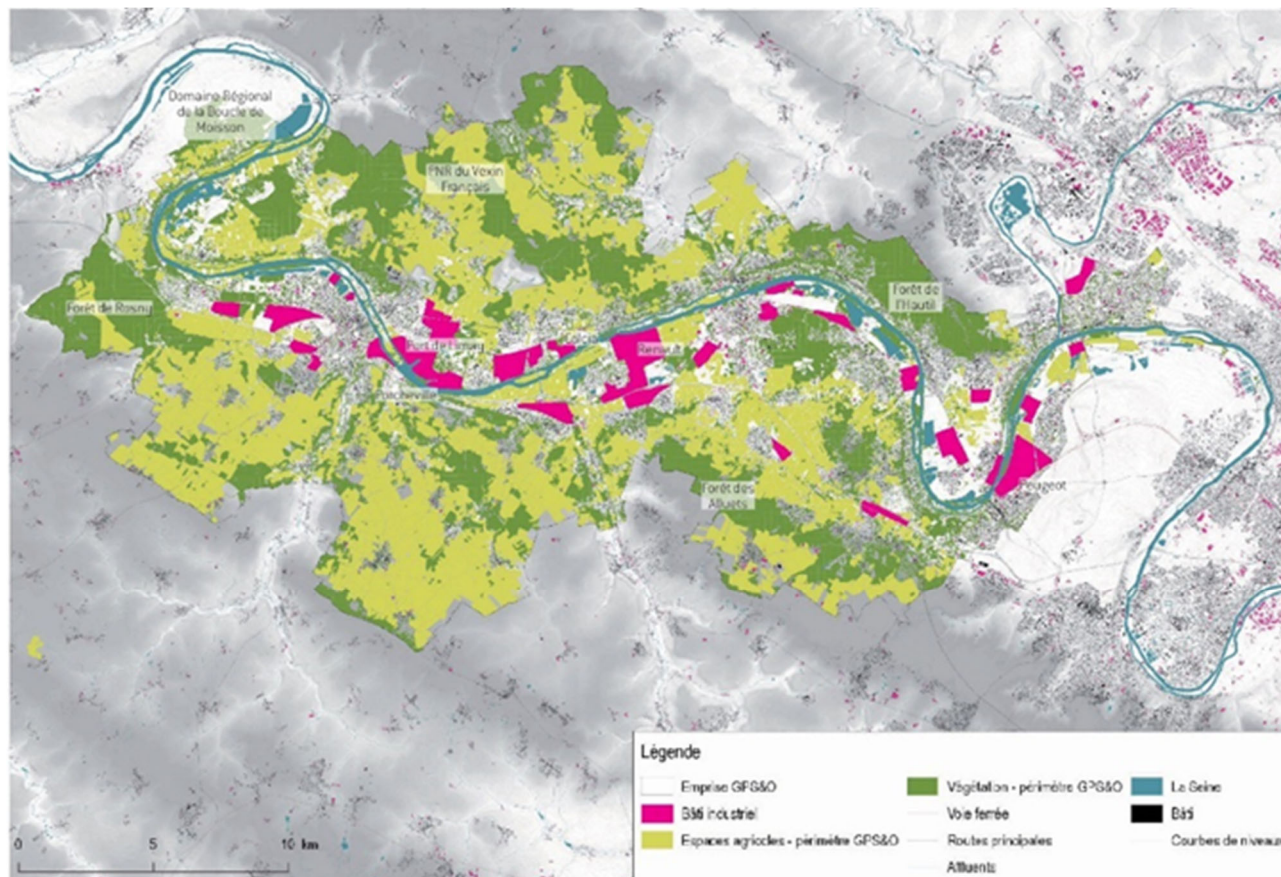 Domaine Régional
de la Boucle de
Moisson
PNR du Vexin
Français
Forêt de Rosny
Forêt de
l'Hautil
Renault
Forêt des
Alluets
0 5 10 km
Légende
Emprise GPS&O
Bâti industriel
Espaces agricoles - périmètre GPS&O
Végétation - périmètre GPS&O
Voie ferrée
Routes principales
Affluents
La Seine
Bâti
Courbes de niveaux